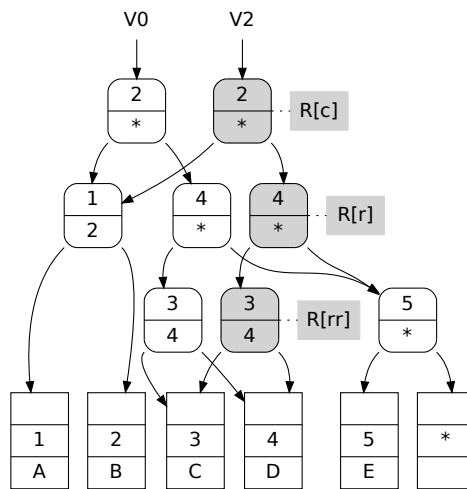 V0 V2
2 2
* * R[c]
1 4 4
2 * * R[r]
3 3 5
4 4 R[rr] *
1 2 3 4 5 *
A B C D E